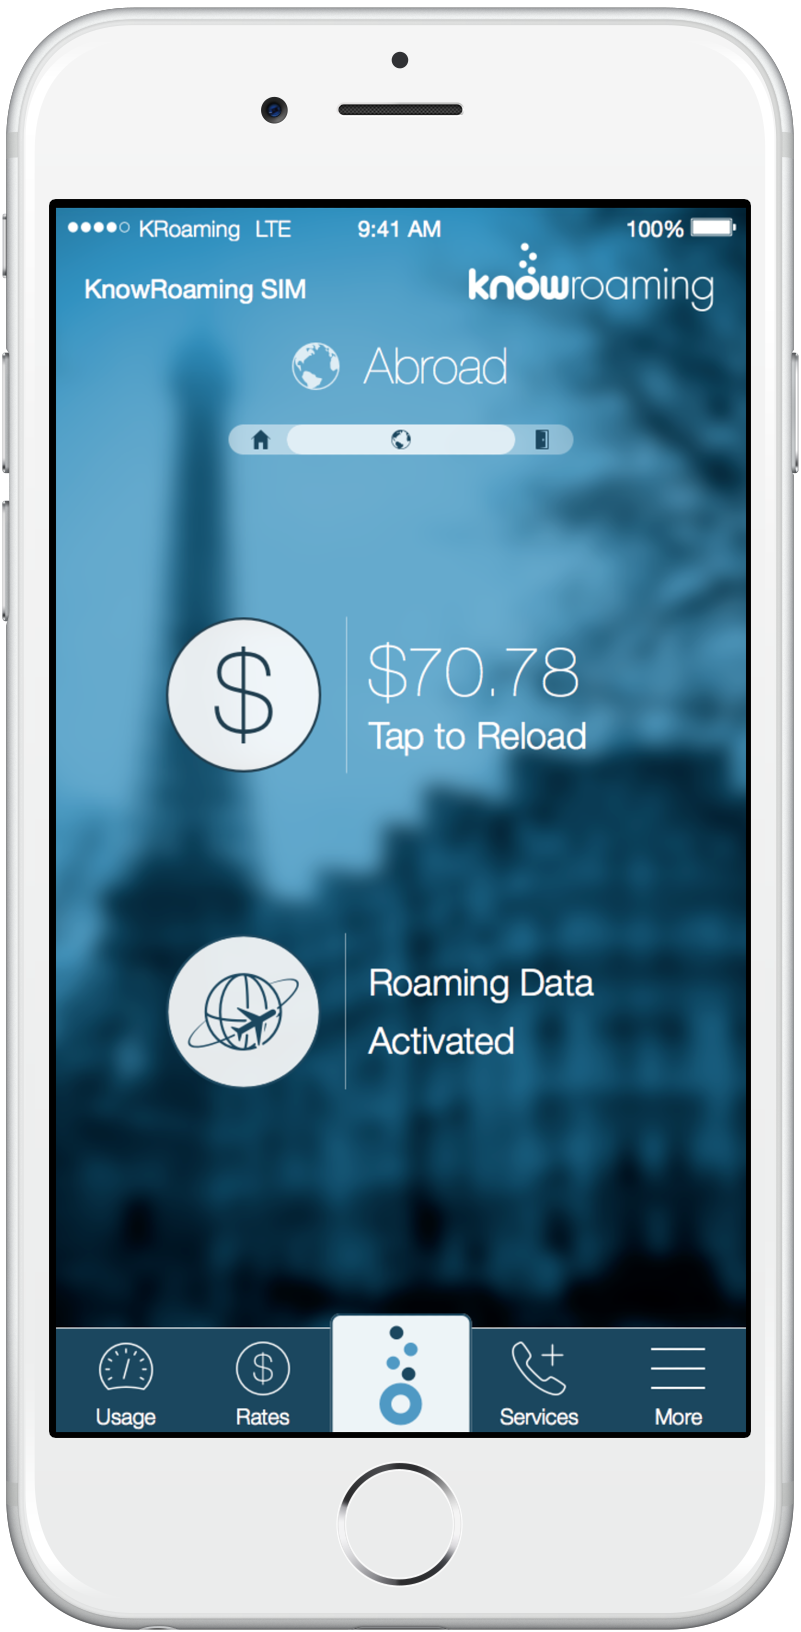 KRoaming LTE 9:41 AM 100%
KnowRoaming SIM knowroaming
Abroad
$
$70.78
Tap to Reload
Roaming Data
Activated
$
Usage Rates Services More